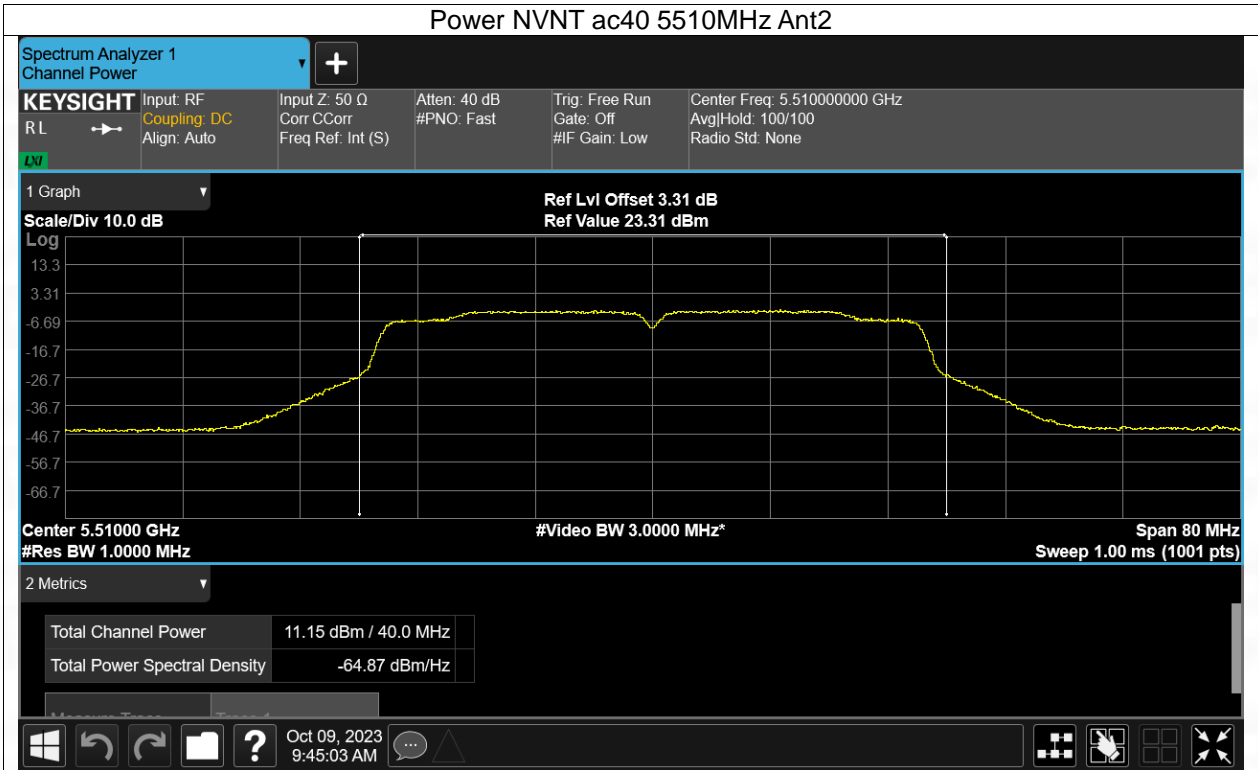 Power NVNT ac40 5510MHz Ant2
Spectrum Analyzer 1
Channel Power
KEYSIGHT
R L
LXI
Input: RF
Coupling: DC
Align: Auto
Input Z: 50 Ω
Corr CCorr
Freq Ref: Int (S)
Atten: 40 dB
#PNO: Fast
Trig: Free Run
Gate: Off
#IF Gain: Low
Center Freq: 5.510000000 GHz
Avg|Hold: 100/100
Radio Std: None
1 Graph
Scale/Div 10.0 dB
Ref Lvl Offset 3.31 dB
Ref Value 23.31 dBm
Log
13.3
3.31
-6.69
-16.7
-26.7
-36.7
-46.7
-56.7
-66.7
Center 5.51000 GHz
#Video BW 3.0000 MHz*
Span 80 MHz
#Res BW 1.0000 MHz
Sweep 1.00 ms (1001 pts)
2 Metrics
Total Channel Power 11.15 dBm / 40.0 MHz
Total Power Spectral Density -64.87 dBm/Hz
?
Oct 09, 2023
9:45:03 AM